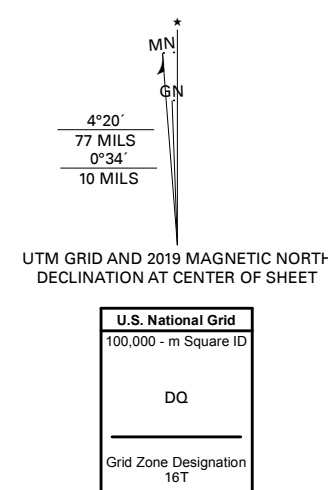 ★
MN
GN
4°20´
77 MILS
0°34´
10 MILS
UTM GRID AND 2019 MAGNETIC NORTH
DECLINATION AT CENTER OF SHEET
U.S. National Grid
100,000 - m Square ID
DQ
Grid Zone Designation
16T